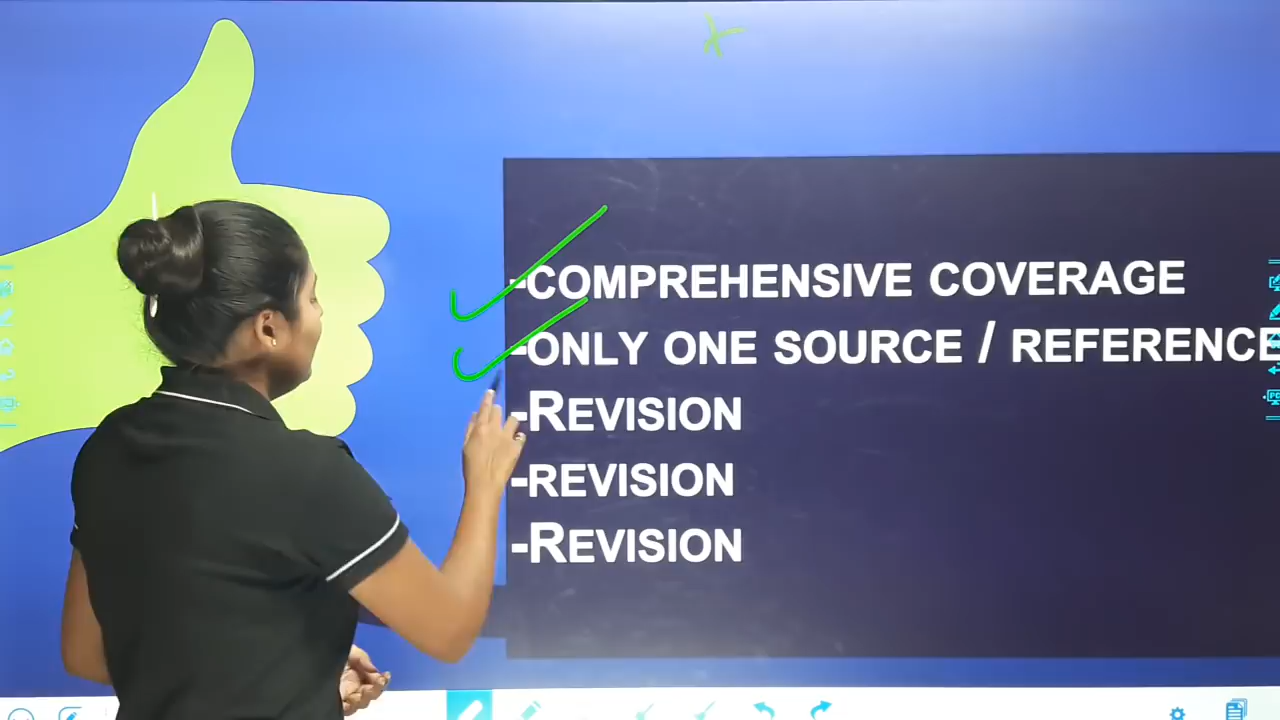 -COMPREHENSIVE COVERAGE
-ONLY ONE SOURCE / REFERENCE
-REVISION
-REVISION
-REVISION